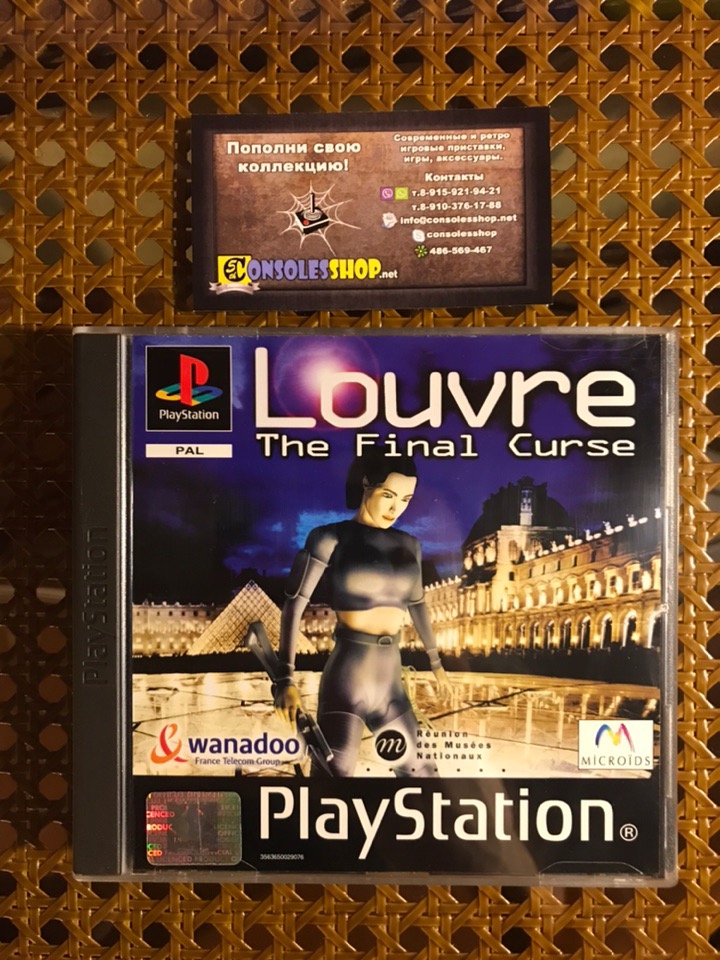 Пополни свою
коллекцию!
Современные и ретро
игровые приставки,
игры, аксессуары.
Контакты
т.8-915-921-94-21
т.8-910-376-17-88
info@consolesshop.net
consolesshop
486-569-467
CONSOLESSHOP.net
PlayStation
PAL
Louvre
The Final Curse
PlayStation
wanadoo
France Telecom Group
m
Réunion
des Musées
Nationaux
MICROÏDS
PlayStation®
3563650029076